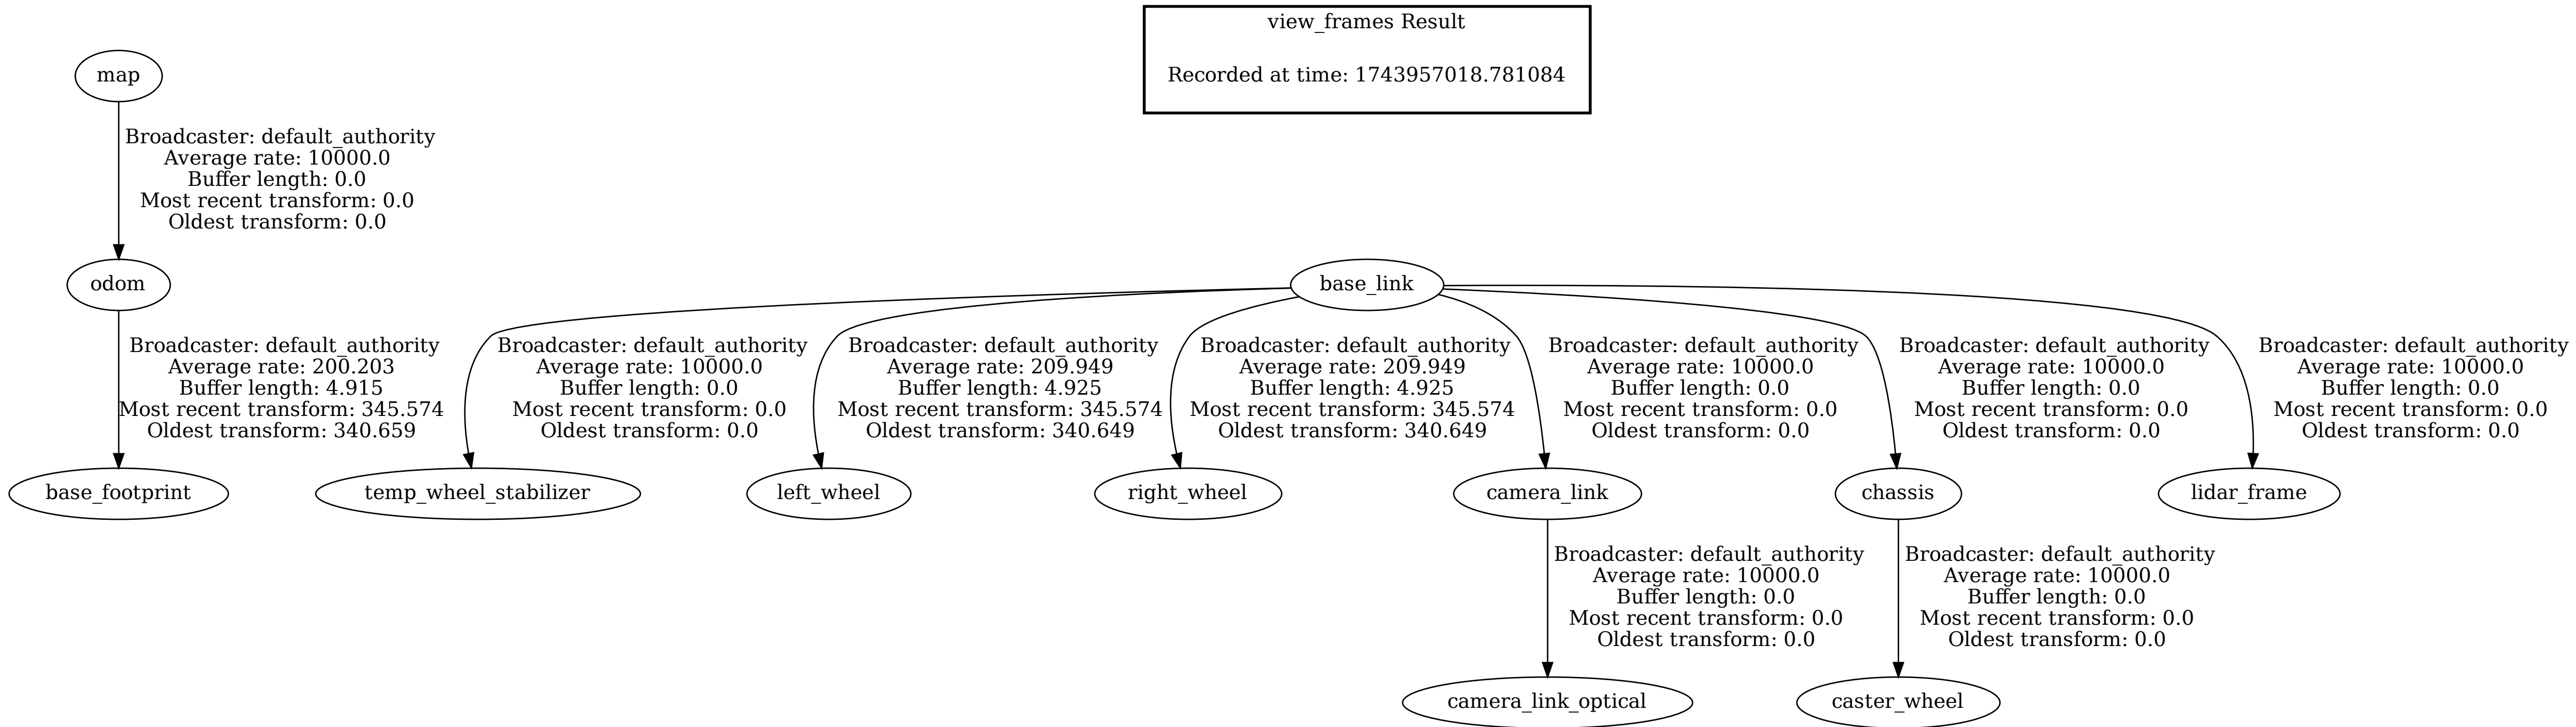 view_frames Result
Recorded at time: 1743957018.781084
map
Broadcaster: default_authority
Average rate: 10000.0
Buffer length: 0.0
Most recent transform: 0.0
Oldest transform: 0.0
odom
base_link
Broadcaster: default_authority
Average rate: 200.203
Buffer length: 4.915
Most recent transform: 345.574
Oldest transform: 340.659
Broadcaster: default_authority
Average rate: 10000.0
Buffer length: 0.0
Most recent transform: 0.0
Oldest transform: 0.0
Broadcaster: default_authority
Average rate: 209.949
Buffer length: 4.925
Most recent transform: 345.574
Oldest transform: 340.649
Broadcaster: default_authority
Average rate: 209.949
Buffer length: 4.925
Most recent transform: 345.574
Oldest transform: 340.649
Broadcaster: default_authority
Average rate: 10000.0
Buffer length: 0.0
Most recent transform: 0.0
Oldest transform: 0.0
Broadcaster: default_authority
Average rate: 10000.0
Buffer length: 0.0
Most recent transform: 0.0
Oldest transform: 0.0
Broadcaster: default_authority
Average rate: 10000.0
Buffer length: 0.0
Most recent transform: 0.0
Oldest transform: 0.0
base_footprint
temp_wheel_stabilizer
left_wheel
right_wheel
camera_link
chassis
lidar_frame
Broadcaster: default_authority
Average rate: 10000.0
Buffer length: 0.0
Most recent transform: 0.0
Oldest transform: 0.0
Broadcaster: default_authority
Average rate: 10000.0
Buffer length: 0.0
Most recent transform: 0.0
Oldest transform: 0.0
camera_link_optical
caster_wheel